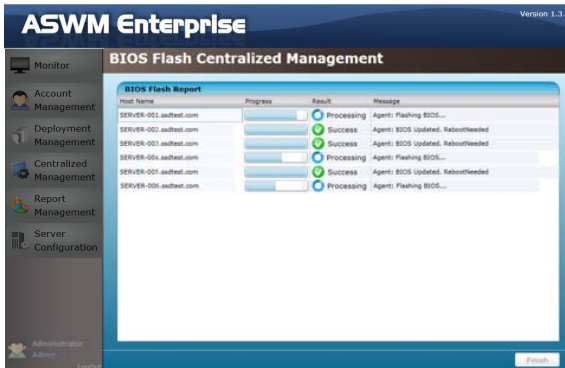 ASWM Enterprise
Version 1.3.
BIOS Flash Centralized Management
Monitor
Account
Management
Deployment
Management
Centralized
Management
Report
Management
Server
Configuration
Administrator
Admin
LogOut
BIOS Flash Report
Host Name Progress Result Message
SERVER-001.asdtest.com Processing Agent: Flashing BIOS...
SERVER-002.asdtest.com Success Agent: BIOS Updated. RebootNeeded
SERVER-003.asdtest.com Success Agent: BIOS Updated. RebootNeeded
SERVER-004.asdtest.com Processing Agent: Flashing BIOS...
SERVER-005.asdtest.com Success Agent: BIOS Updated. RebootNeeded
SERVER-006.asdtest.com Processing Agent: Flashing BIOS...
Finish